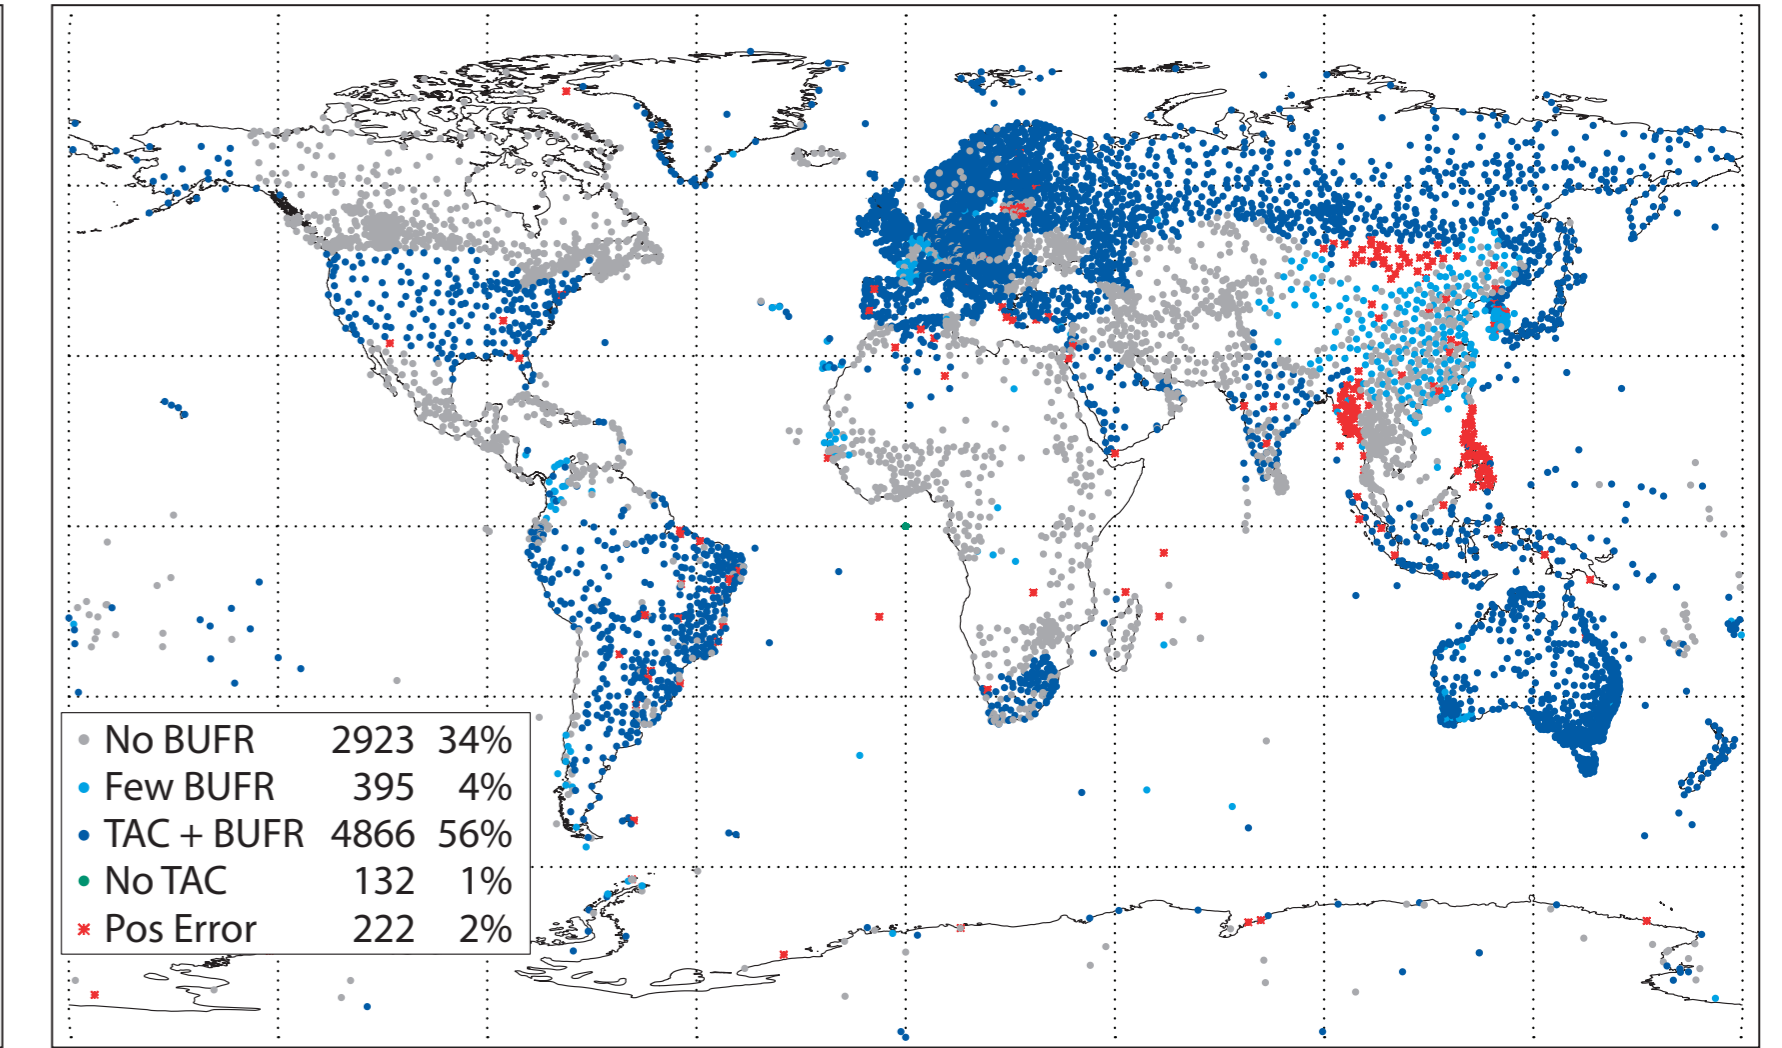 No BUFR 2923 34%
Few BUFR 395 4%
TAC + BUFR 4866 56%
No TAC 132 1%
Pos Error 222 2%